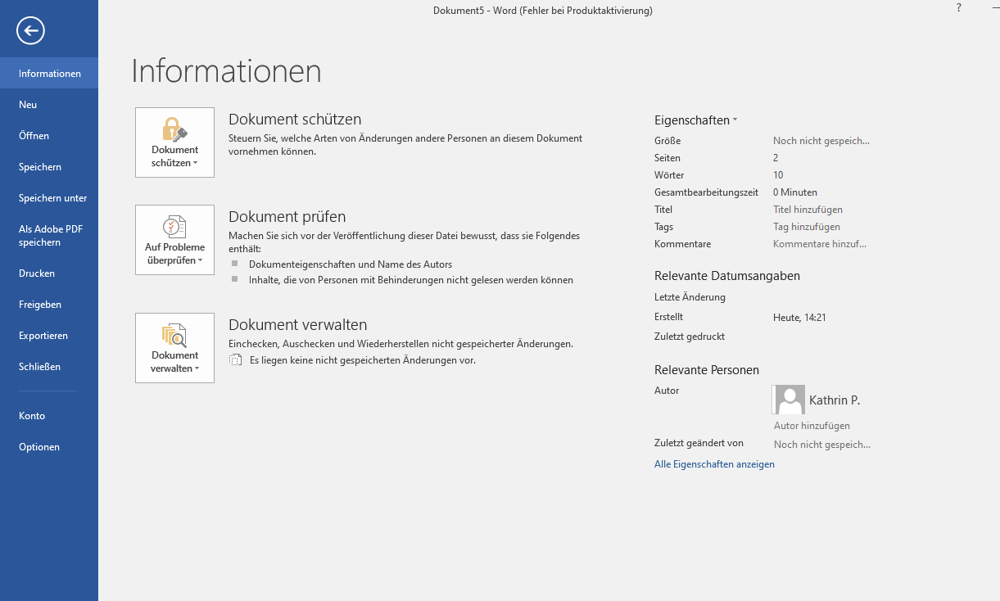 Dokument5 - Word (Fehler bei Produktaktivierung)
?
Informationen
Neu
Öffnen
Speichern
Speichern unter
Als Adobe PDF
speichern
Drucken
Freigeben
Exportieren
Schließen
Konto
Optionen
Informationen
Dokument
schützen
Dokument schützen
Steuern Sie, welche Arten von Änderungen andere Personen an diesem Dokument
vornehmen können.
Auf Probleme
überprüfen
Dokument prüfen
Machen Sie sich vor der Veröffentlichung dieser Datei bewusst, dass sie Folgendes
enthält:
Dokumenteigenschaften und Name des Autors
Inhalte, die von Personen mit Behinderungen nicht gelesen werden können
Dokument
verwalten
Dokument verwalten
Einchecken, Auschecken und Wiederherstellen nicht gespeicherter Änderungen.
Es liegen keine nicht gespeicherten Änderungen vor.
Eigenschaften
Größe Noch nicht gespeich...
Seiten 2
Wörter 10
Gesamtbearbeitungszeit 0 Minuten
Titel Titel hinzufügen
Tags Tag hinzufügen
Kommentare Kommentare hinzuf...
Relevante Datumsangaben
Letzte Änderung
Erstellt Heute, 14:21
Zuletzt gedruckt
Relevante Personen
Autor Kathrin P.
Autor hinzufügen
Zuletzt geändert von Noch nicht gespeich...
Alle Eigenschaften anzeigen